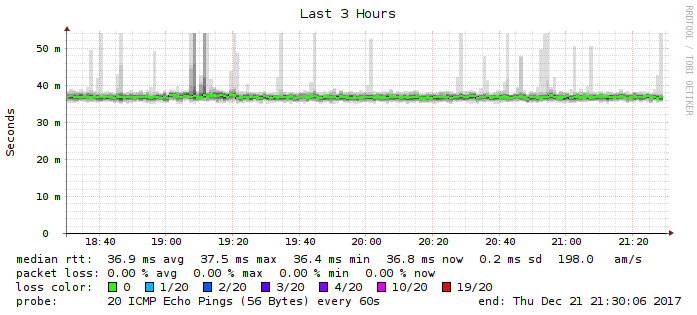 Last 3 Hours
RRDTOOL / TOBI OETIKER
Seconds
50 m
40 m
30 m
20 m
10 m
0
18:40 19:00 19:20 19:40 20:00 20:20 20:40 21:00 21:20
median rtt: 36.9 ms avg 37.5 ms max 36.4 ms min 36.8 ms now 0.2 ms sd 198.0 am/s
packet loss: 0.00 % avg 0.00 % max 0.00 % min 0.00 % now
loss color: 0 1/20 2/20 3/20 4/20 10/20 19/20
probe: 20 ICMP Echo Pings (56 Bytes) every 60s end: Thu Dec 21 21:30:06 2017